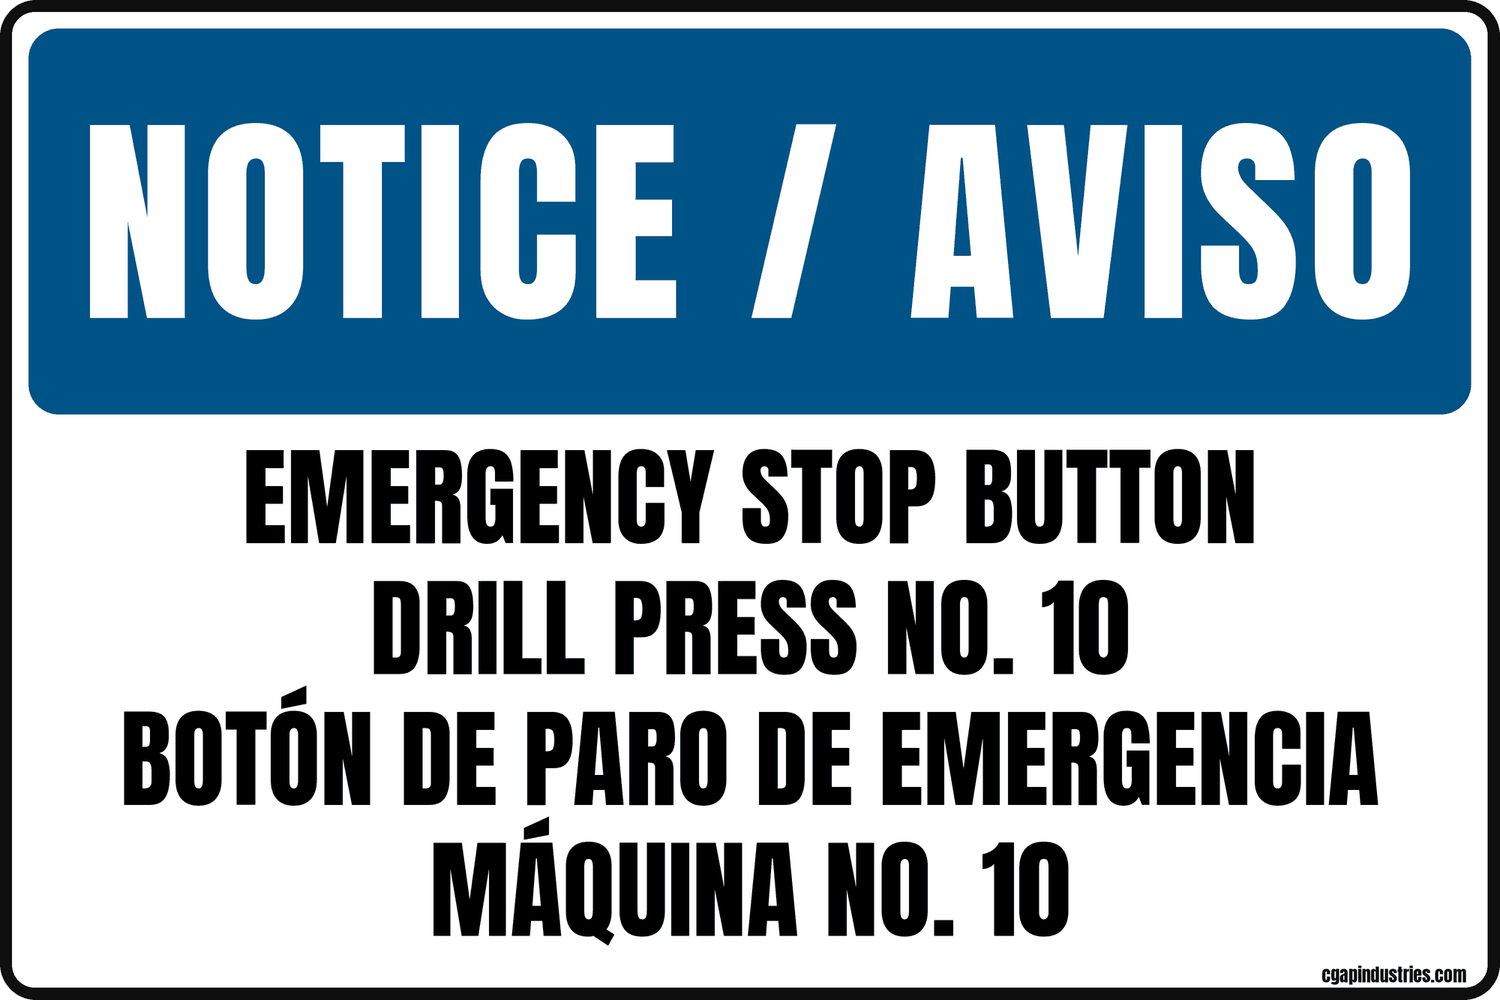 NOTICE / AVISO
EMERGENCY STOP BUTTON
DRILL PRESS NO. 10
BOTÓN DE PARO DE EMERGENCIA
MÁQUINA NO. 10
cgapindustries.com